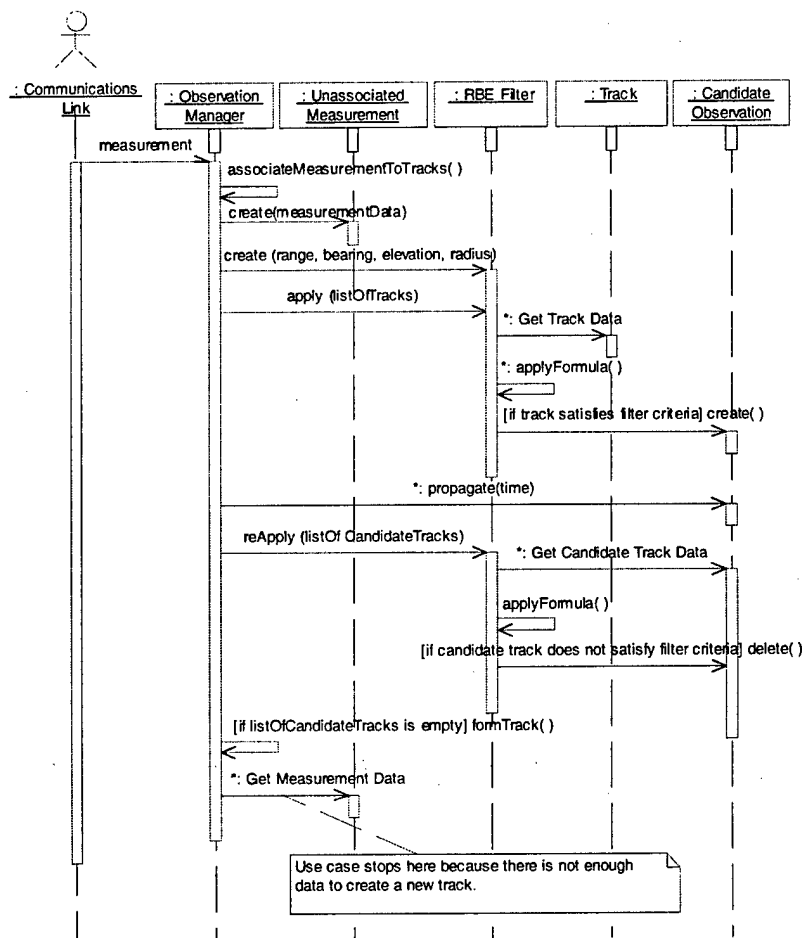 : Communications
Link
: Observation
Manager
: Unassociated
Measurement
: RBE Filter
: Track
: Candidate
Observation
measurement
associateMeasurementToTracks( )
create(measurementData)
create (range, bearing, elevation, radius)
apply (listOfTracks)
*: Get Track Data
*: applyFormula( )
[if track satisfies filter criteria] create( )
*: propagate(time)
reApply (listOf CandidateTracks)
*: Get Candidate Track Data
applyFormula( )
[if candidate track does not satisfy filter criteria] delete( )
[if listOfCandidateTracks is empty] formTrack( )
*: Get Measurement Data
Use case stops here because there is not enough
data to create a new track.